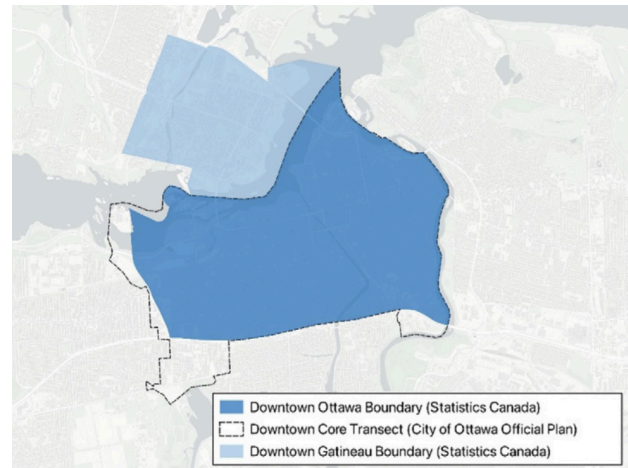 Downtown Ottawa Boundary (Statistics Canada)
Downtown Core Transect (City of Ottawa Official Plan)
Downtown Gatineau Boundary (Statistics Canada)